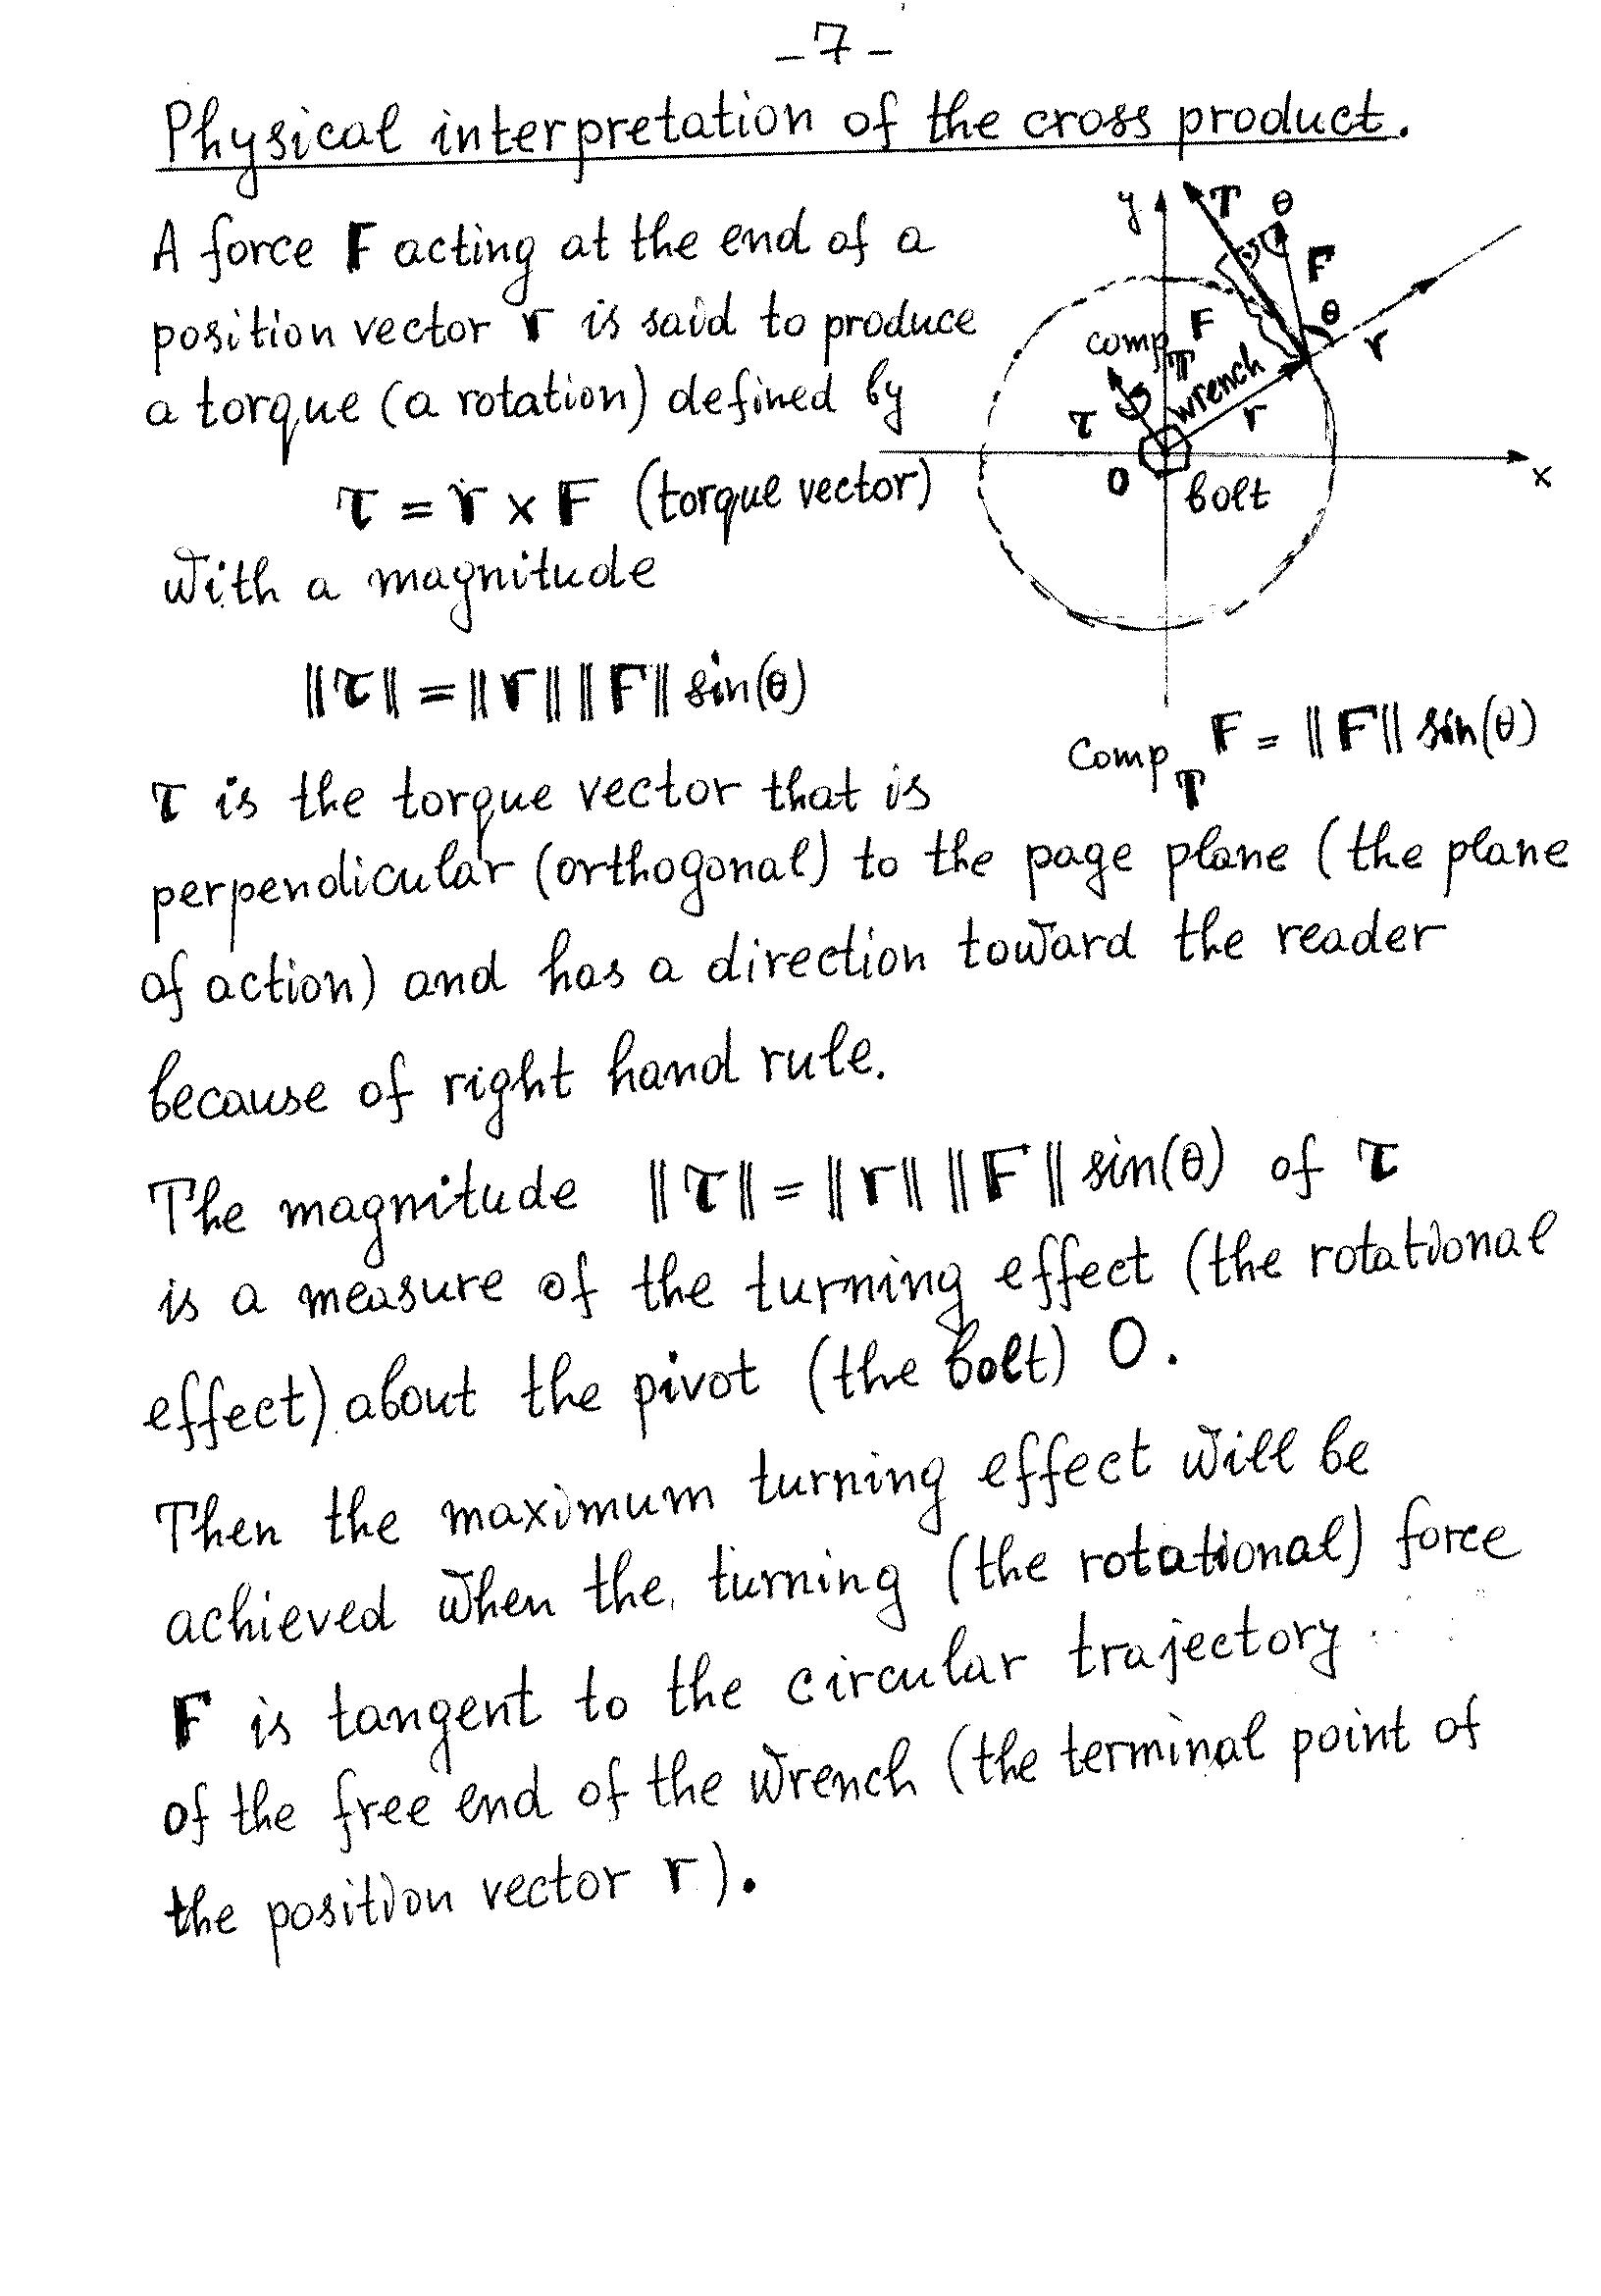 -7-
Physical interpretation of the cross product.
A force F acting at the end of a
position vector r is said to produce
a torque (a rotation) defined by
τ = r × F (torque vector)
with a magnitude
||τ|| = ||r|| ||F|| sin(θ)
y
T
θ
F
θ
r
comp_T F
wrench
r
τ
O
bolt
x
Comp_T F = ||F|| sin(θ)
τ is the torque vector that is
perpendicular (orthogonal) to the page plane (the plane
of action) and has a direction toward the reader
because of right hand rule.
The magnitude ||τ|| = ||r|| ||F|| sin(θ) of τ
is a measure of the turning effect (the rotational
effect) about the pivot (the bolt) O.
Then the maximum turning effect will be
achieved when the turning (the rotational) force
F is tangent to the circular trajectory
of the free end of the wrench (the terminal point of
the position vector r).